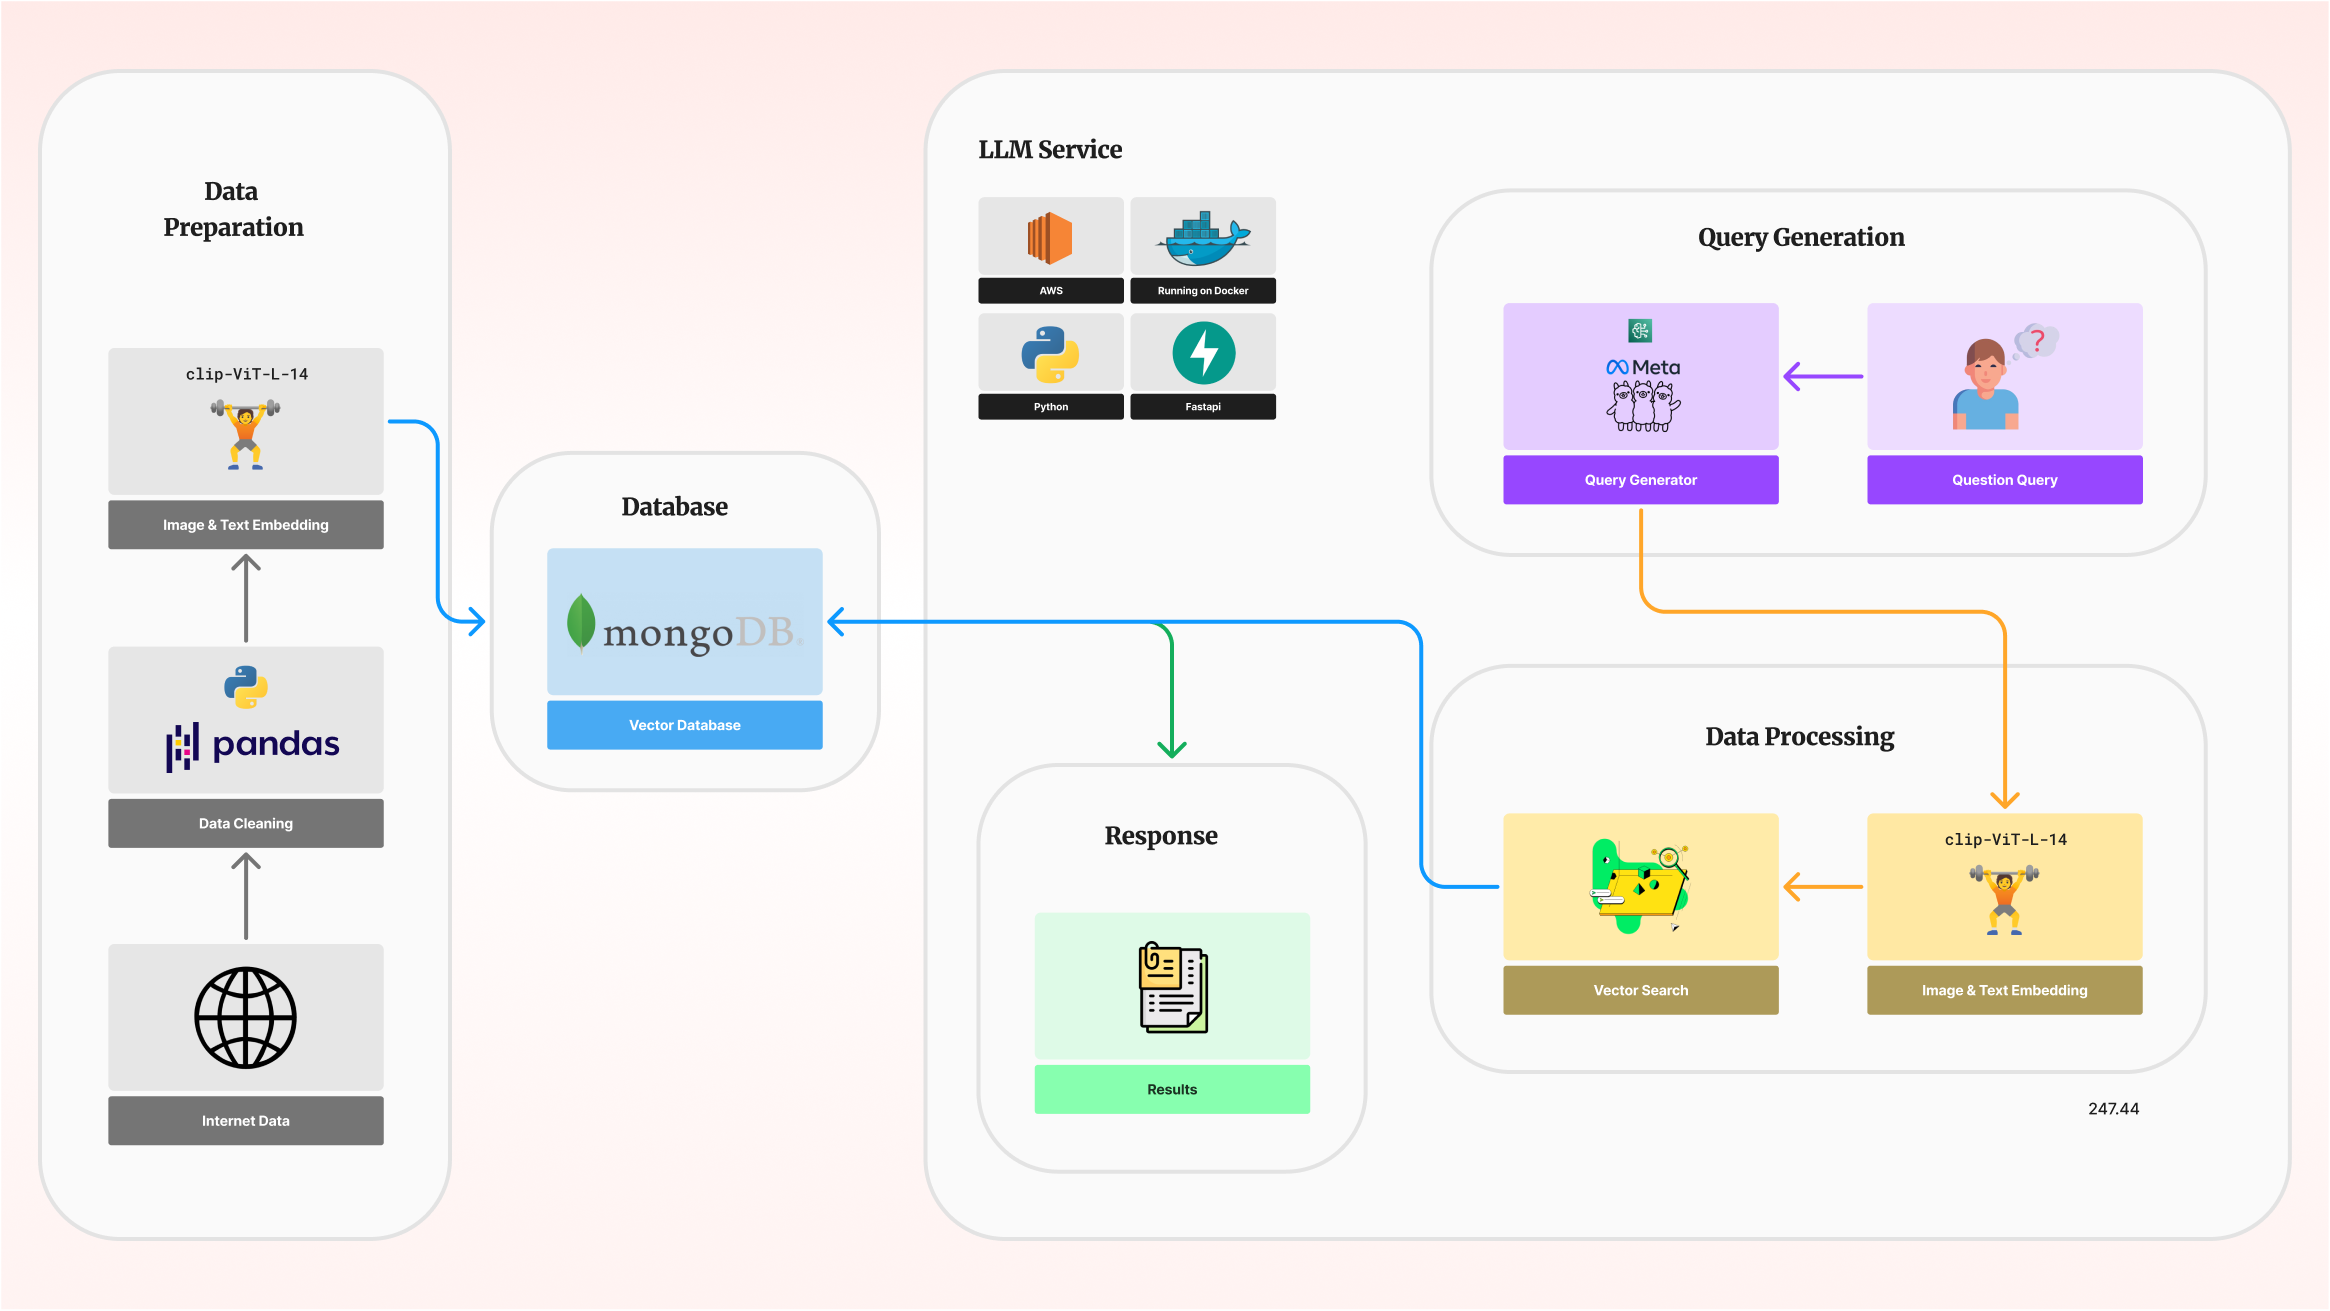 Data
Preparation
clip-ViT-L-14
Image & Text Embedding
pandas
Data Cleaning
Internet Data
Database
mongoDB.
Vector Database
LLM Service
AWS
Running on Docker
Python
Fastapi
Query Generation
Meta
?
Query Generator
Question Query
Data Processing
clip-ViT-L-14
Vector Search
Image & Text Embedding
Response
Results
247.44